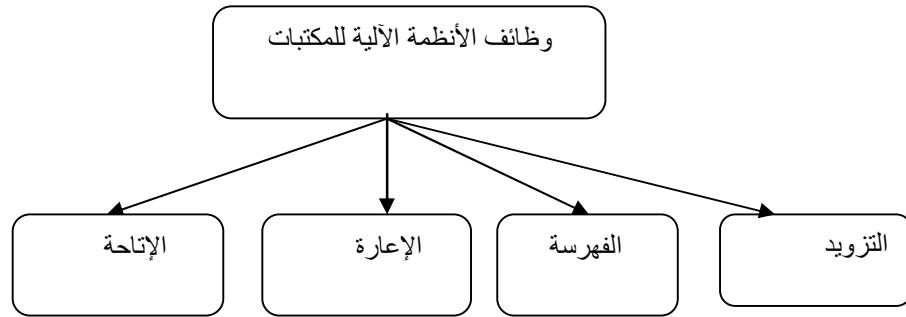 وظائف الأنظمة الآلية للمكتبات
التزويد
الفهرسة
الإعارة
الإتاحة